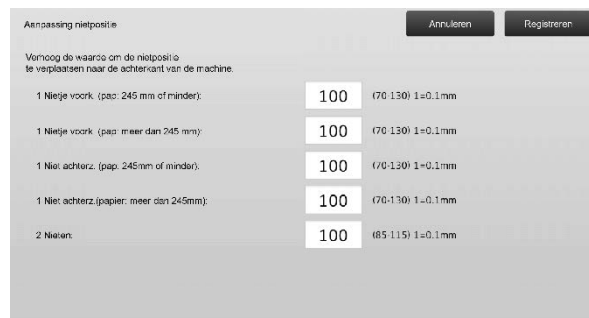 Aanpassing nietpositie
Annuleren
Registreren
Verhoog de waarde om de nietpositie
te verplaatsen naar de achterkant van de machine.
1 Nietje voork. (pap: 245 mm of minder):
100
(70-130) 1=0.1mm
1 Nietje voork. (pap: meer dan 245 mm):
100
(70-130) 1=0.1mm
1 Niet achterz. (pap. 245mm of minder):
100
(70-130) 1=0.1mm
1 Niet achterz.(papier: meer dan 245mm):
100
(70-130) 1=0.1mm
2 Nieten:
100
(85-115) 1=0.1mm